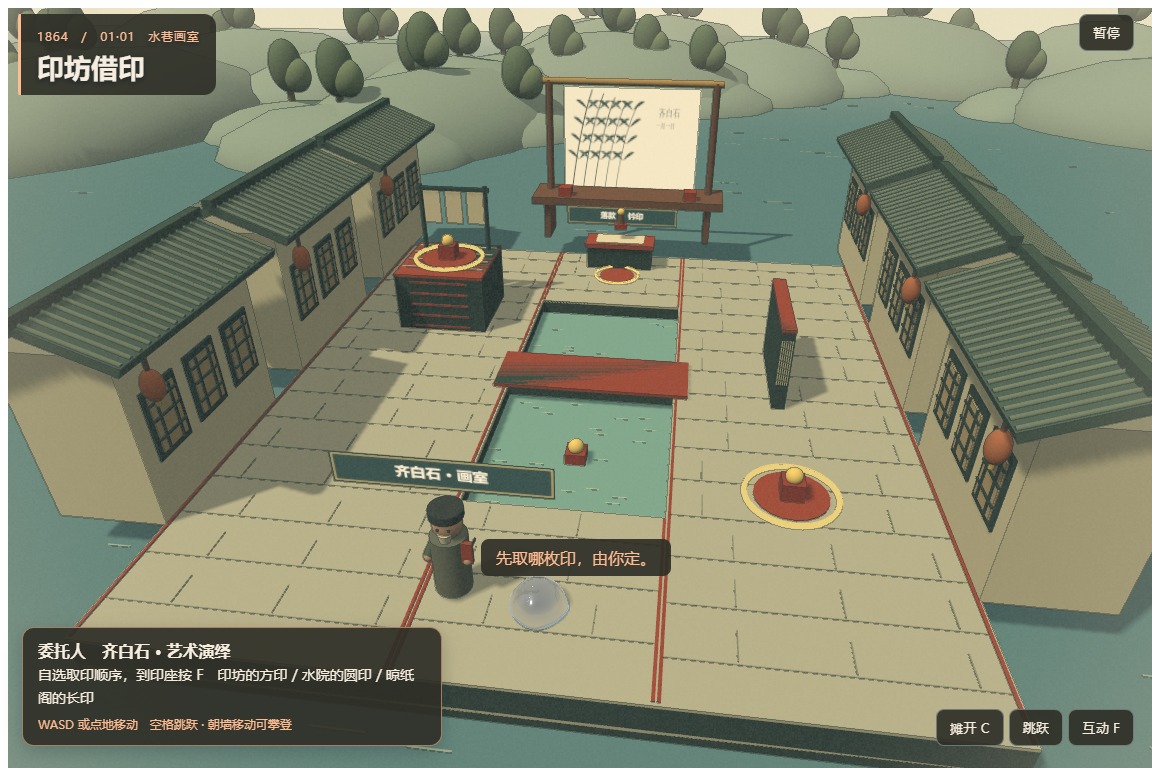 1864 / 01·01 水巷画室
印坊借印
暂停
齐白石
落款 钤印
齐白石·画室
先取哪枚印，由你定。
委托人 齐白石·艺术演绎
自选取印顺序，到印座按 F 印坊的方印 / 水院的圆印 / 晾纸
阁的长印
WASD 或点地移动 空格跳跃·朝墙移动可攀登
摊开 C
跳跃
互动 F